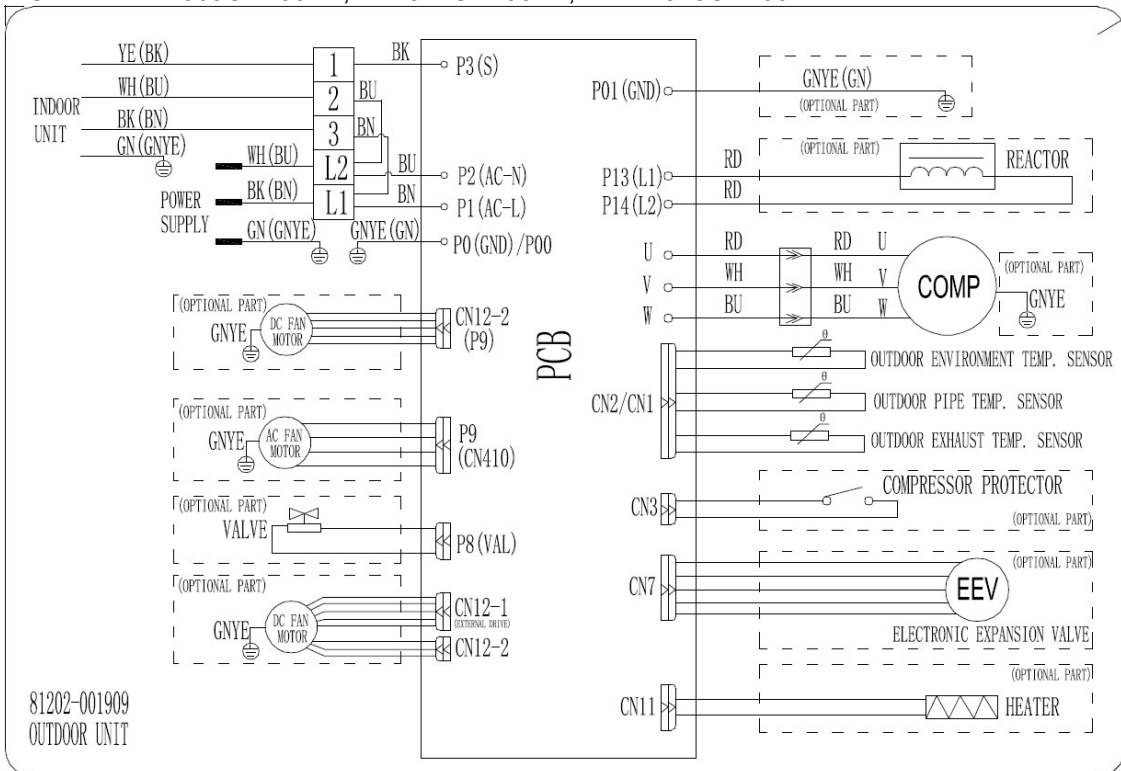 YE(BK)
WH(BU)
INDOOR
UNIT
BK(BN)
GN(GNYE)
1
2
3
L2
L1
BK
BU
BN
BU
BN
WH(BU)
BK(BN)
POWER
SUPPLY
GN(GNYE)
GNYE(GN)
P3(S)
P2(AC-N)
P1(AC-L)
P0(GND)/P00
(OPTIONAL PART)
GNYE
DC FAN
MOTOR
CN12-2
(P9)
(OPTIONAL PART)
GNYE
AC FAN
MOTOR
P9
(CN410)
(OPTIONAL PART)
VALVE
P8(VAL)
(OPTIONAL PART)
GNYE
DC FAN
MOTOR
CN12-1
(EXTERNAL DRIVE)
CN12-2
81202-001909
OUTDOOR UNIT
PCB
P01(GND)
GNYE(GN)
(OPTIONAL PART)
(OPTIONAL PART)
REACTOR
P13(L1)
RD
P14(L2)
RD
U
RD
RD
U
V
WH
WH
V
W
BU
BU
W
COMP
(OPTIONAL PART)
GNYE
CN2/CN1
θ
OUTDOOR ENVIRONMENT TEMP. SENSOR
θ
OUTDOOR PIPE TEMP. SENSOR
θ
OUTDOOR EXHAUST TEMP. SENSOR
CN3
COMPRESSOR PROTECTOR
(OPTIONAL PART)
CN7
(OPTIONAL PART)
EEV
ELECTRONIC EXPANSION VALVE
(OPTIONAL PART)
CN11
HEATER